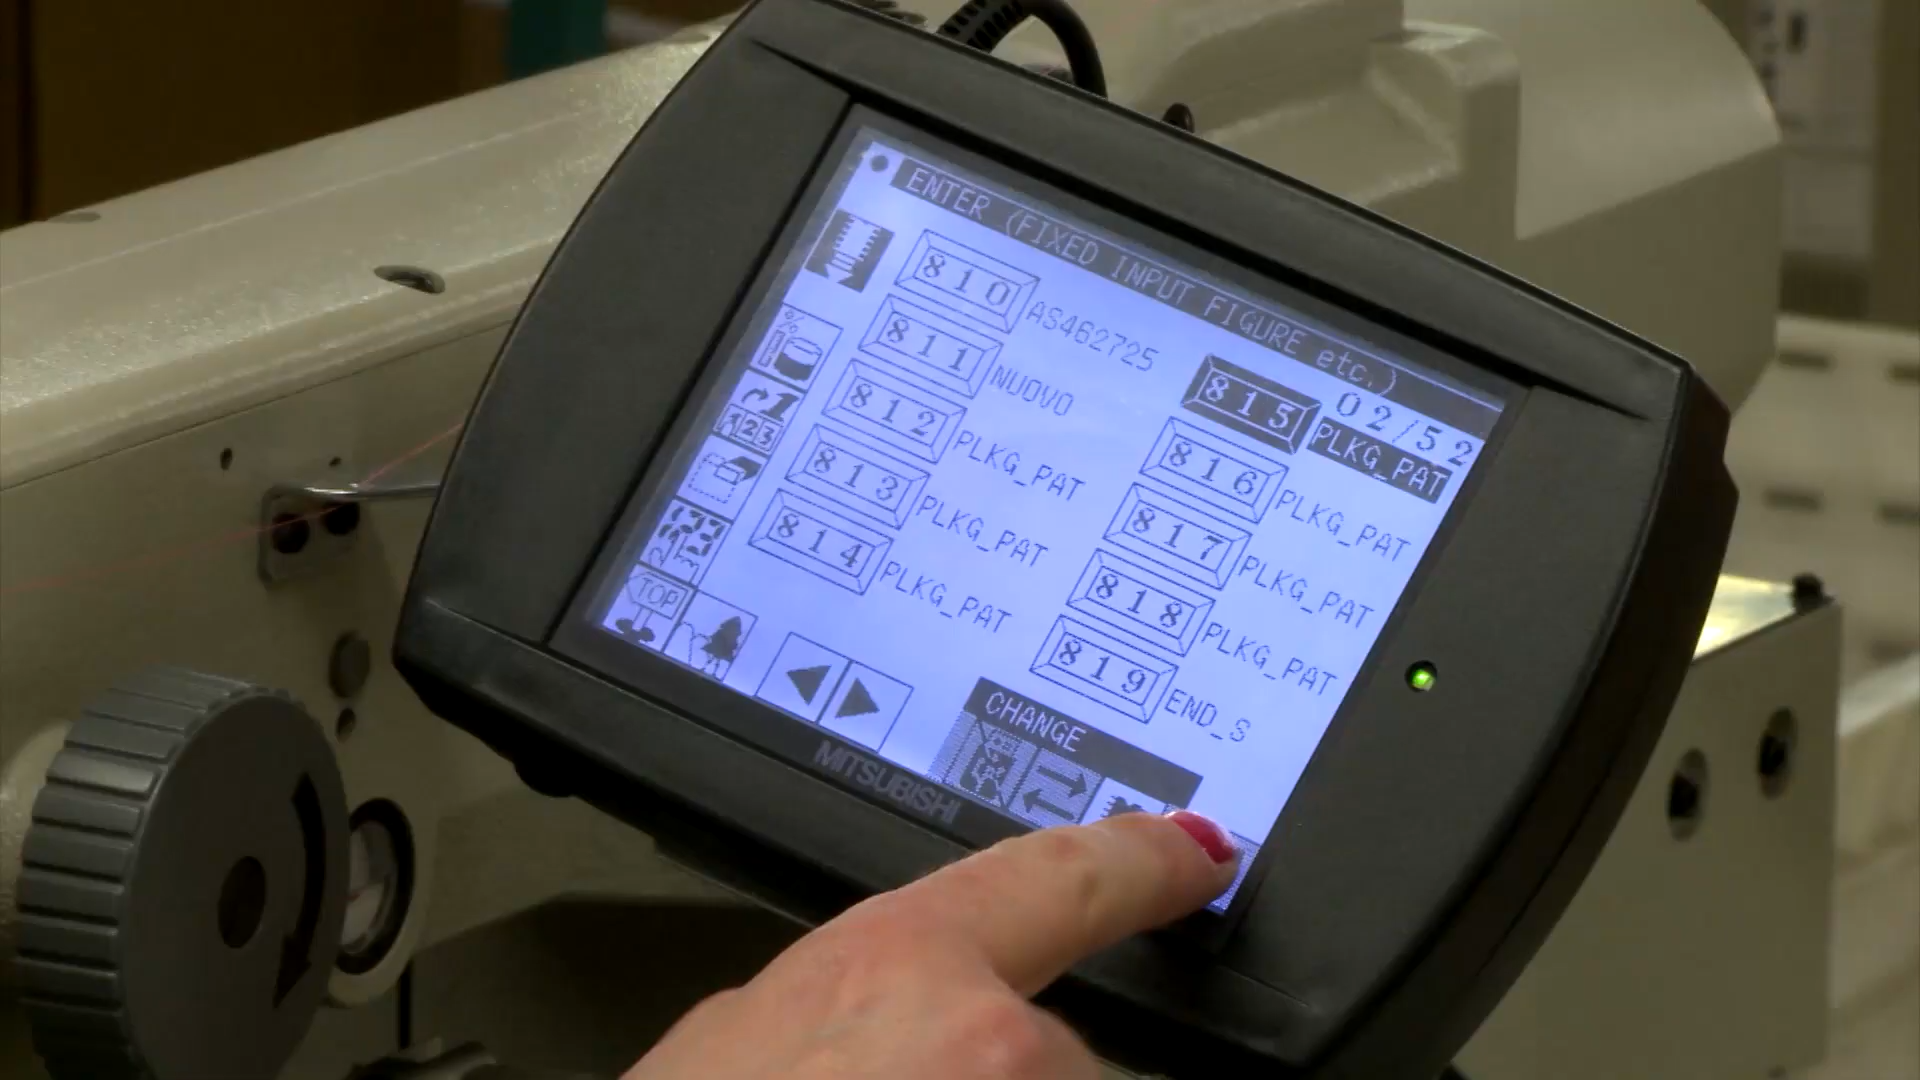 ENTER (FIXED INPUT FIGURE etc.)
02/52
810 AS462725
811 NUOVO
812 PLKG_PAT
813 PLKG_PAT
814 PLKG_PAT
815 PLKG_PAT
816 PLKG_PAT
817 PLKG_PAT
818 PLKG_PAT
819 END_S
%
123
TOP
CHANGE
MITSUBISHI